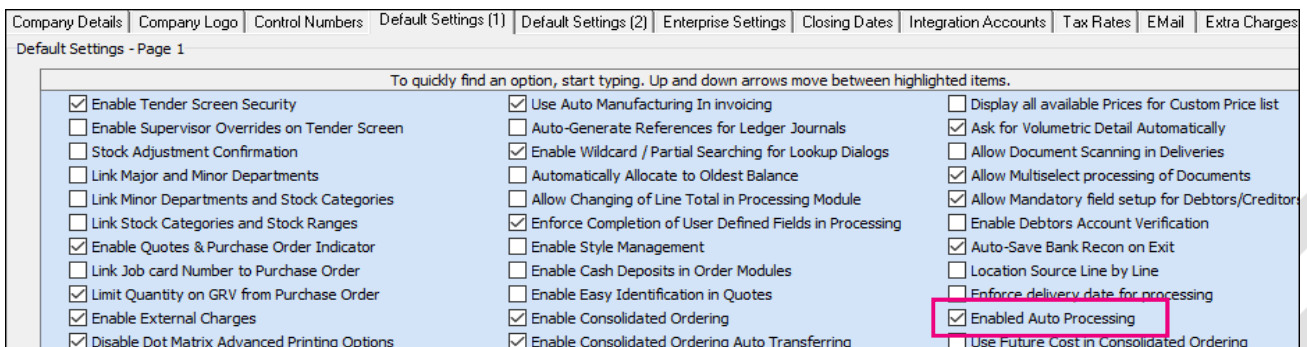 Company Details Company Logo Control Numbers Default Settings (1) Default Settings (2) Enterprise Settings Closing Dates Integration Accounts Tax Rates EMail Extra Charges
Default Settings - Page 1
To quickly find an option, start typing. Up and down arrows move between highlighted items.
Enable Tender Screen Security Use Auto Manufacturing In invoicing Display all available Prices for Custom Price list
Enable Supervisor Overrides on Tender Screen Auto-Generate References for Ledger Journals Ask for Volumetric Detail Automatically
Stock Adjustment Confirmation Enable Wildcard / Partial Searching for Lookup Dialogs Allow Document Scanning in Deliveries
Link Major and Minor Departments Automatically Allocate to Oldest Balance Allow Multiselect processing of Documents
Link Minor Departments and Stock Categories Allow Changing of Line Total in Processing Module Allow Mandatory field setup for Debtors/Creditors
Link Stock Categories and Stock Ranges Enforce Completion of User Defined Fields in Processing Enable Debtors Account Verification
Enable Quotes & Purchase Order Indicator Enable Style Management Auto-Save Bank Recon on Exit
Link Job card Number to Purchase Order Enable Cash Deposits in Order Modules Location Source Line by Line
Limit Quantity on GRV from Purchase Order Enable Easy Identification in Quotes Enforce delivery date for processing
Enable External Charges Enable Consolidated Ordering Enabled Auto Processing
Disable Dot Matrix Advanced Printing Options Enable Consolidated Ordering Auto Transferring Use Future Cost in Consolidated Ordering